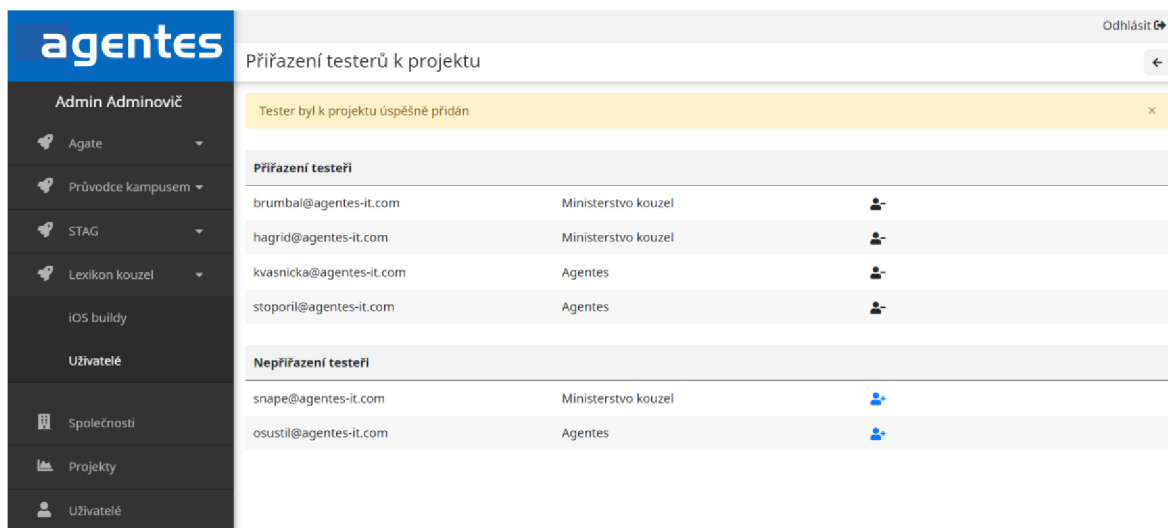 agentes
Odhlásit
Přiřazení testerů k projektu
Admin Adminovič
Agate
Průvodce kampusem
STAG
Lexikon kouzel
iOS buildy
Uživatelé
Společnosti
Projekty
Uživatelé
Tester byl k projektu úspěšně přidán ×
Přiřazení testeři
brumbal@agentes-it.com Ministerstvo kouzel
hagrid@agentes-it.com Ministerstvo kouzel
kvasnicka@agentes-it.com Agentes
stoporil@agentes-it.com Agentes
Nepřiřazení testeři
snape@agentes-it.com Ministerstvo kouzel
osustil@agentes-it.com Agentes